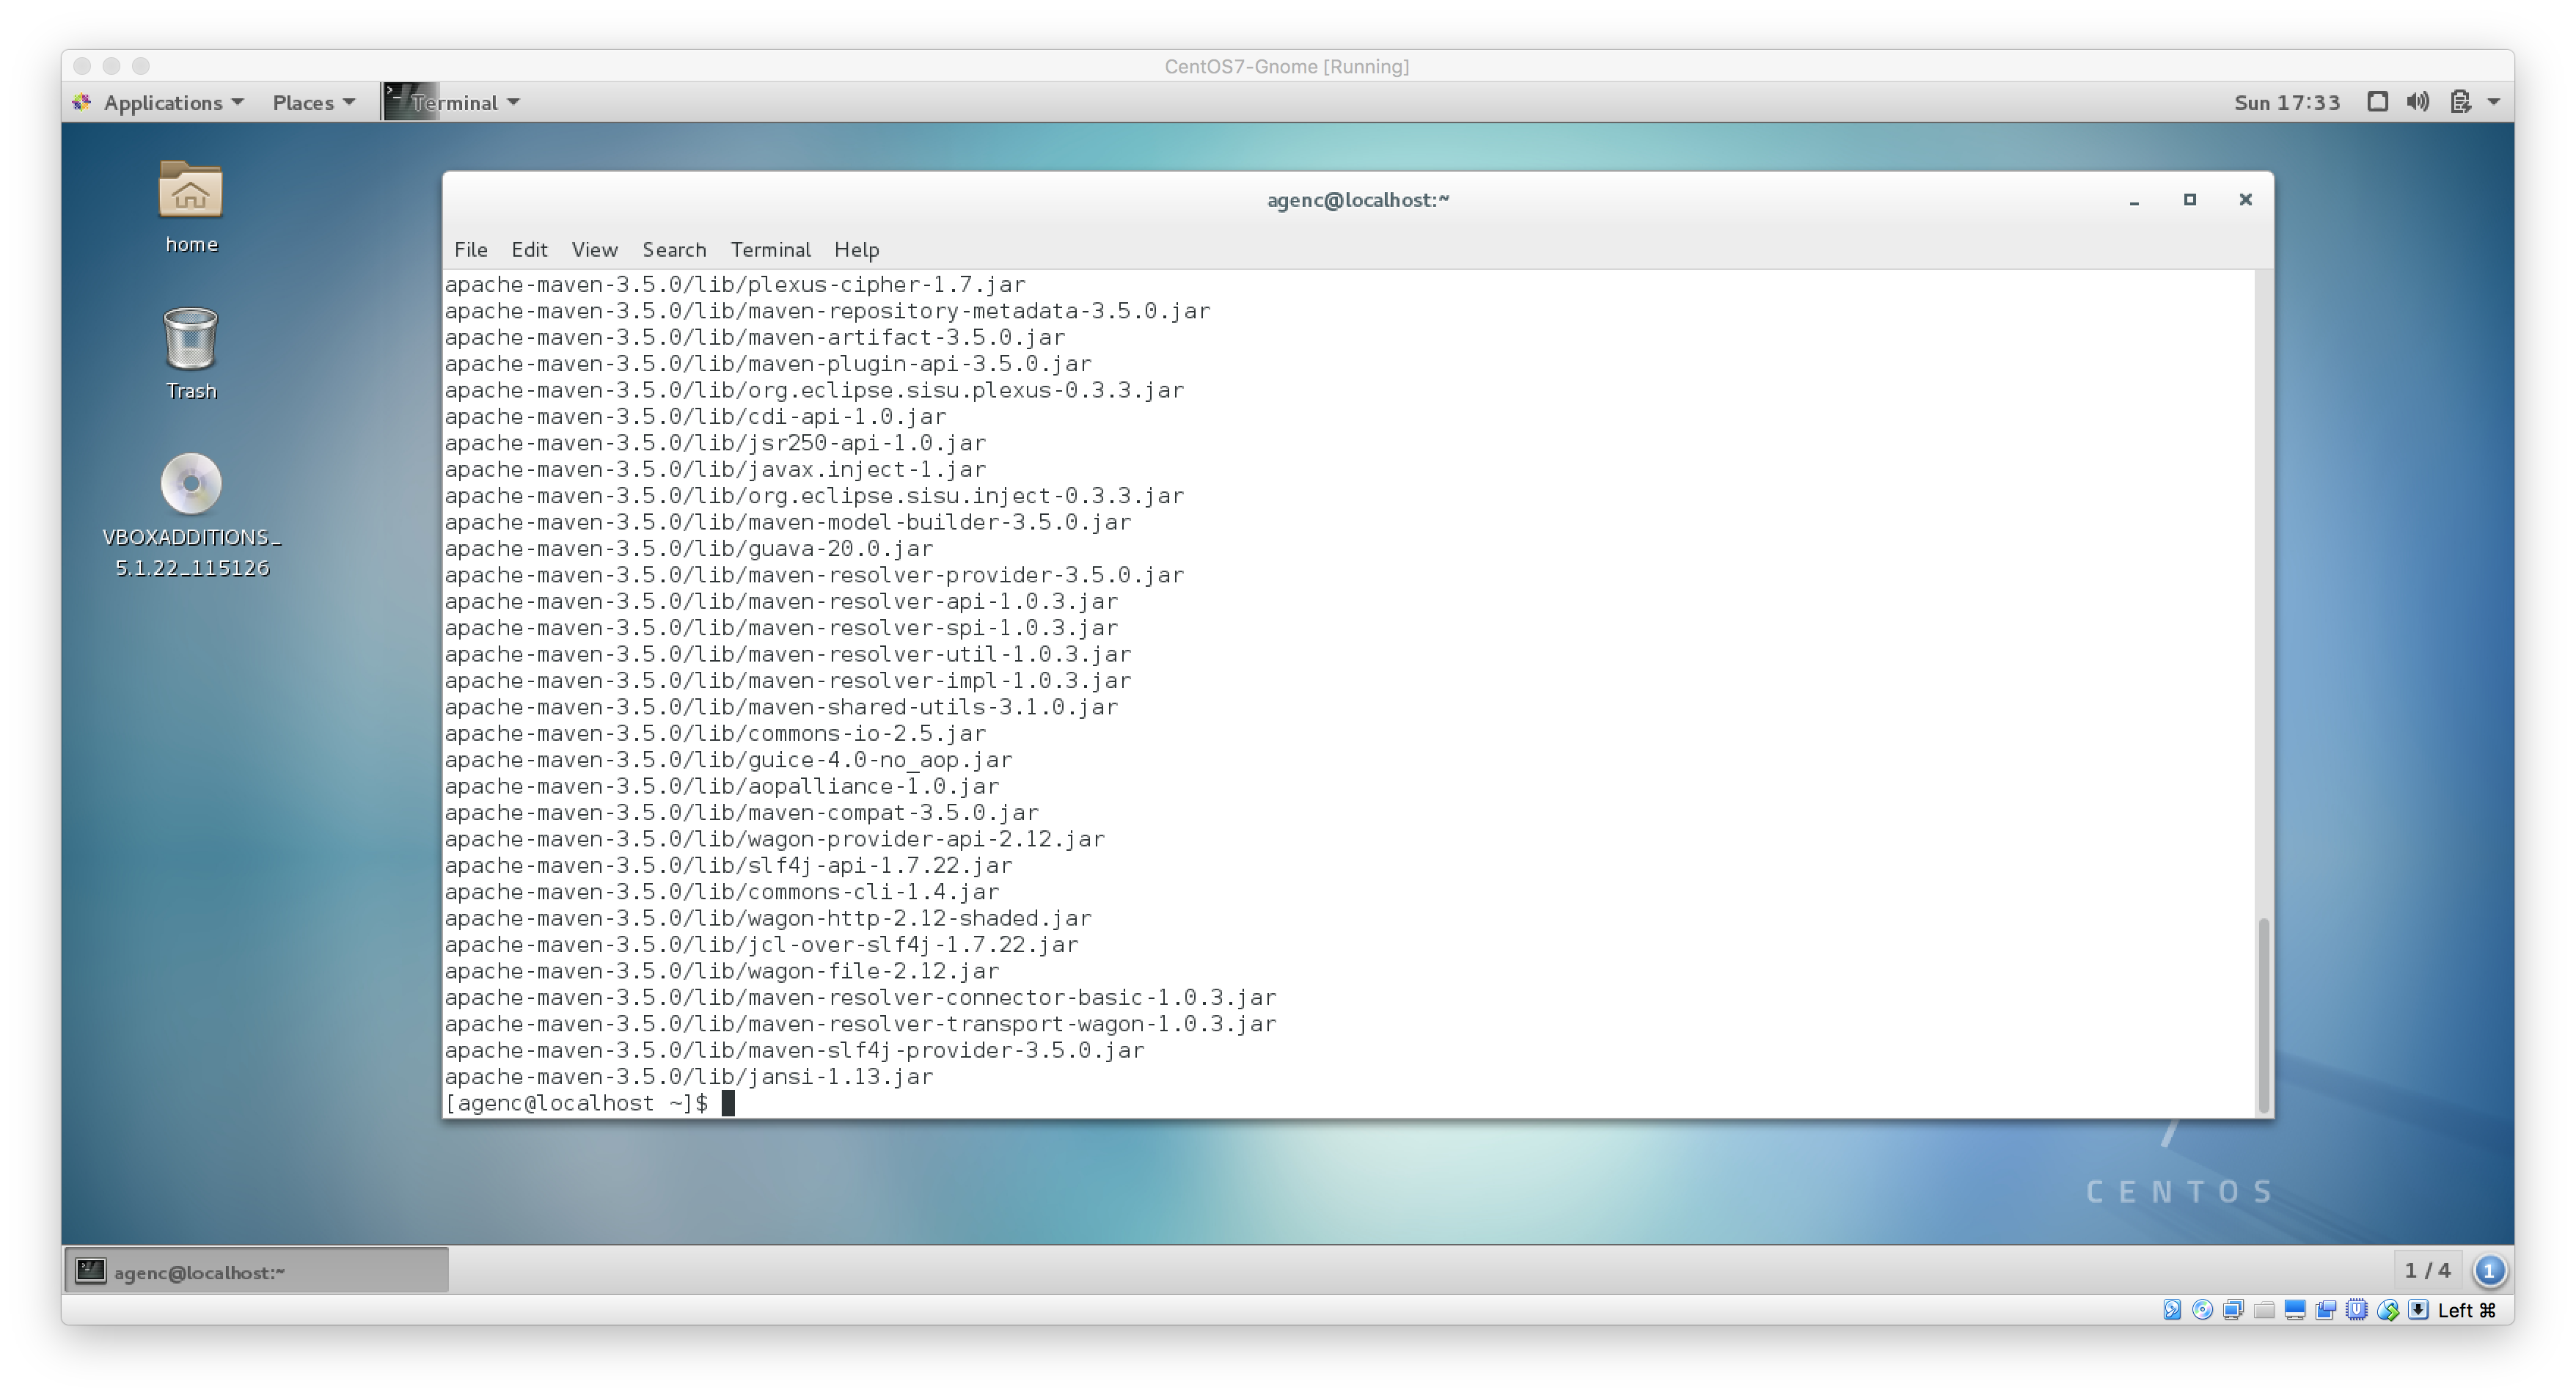 CentOS7-Gnome [Running]
Applications Places Terminal Sun 17:33
home
Trash
VBOXADDITIONS_
5.1.22_115126
agenc@localhost:~
File Edit View Search Terminal Help
apache-maven-3.5.0/lib/plexus-cipher-1.7.jar
apache-maven-3.5.0/lib/maven-repository-metadata-3.5.0.jar
apache-maven-3.5.0/lib/maven-artifact-3.5.0.jar
apache-maven-3.5.0/lib/maven-plugin-api-3.5.0.jar
apache-maven-3.5.0/lib/org.eclipse.sisu.plexus-0.3.3.jar
apache-maven-3.5.0/lib/cdi-api-1.0.jar
apache-maven-3.5.0/lib/jsr250-api-1.0.jar
apache-maven-3.5.0/lib/javax.inject-1.jar
apache-maven-3.5.0/lib/org.eclipse.sisu.inject-0.3.3.jar
apache-maven-3.5.0/lib/maven-model-builder-3.5.0.jar
apache-maven-3.5.0/lib/guava-20.0.jar
apache-maven-3.5.0/lib/maven-resolver-provider-3.5.0.jar
apache-maven-3.5.0/lib/maven-resolver-api-1.0.3.jar
apache-maven-3.5.0/lib/maven-resolver-spi-1.0.3.jar
apache-maven-3.5.0/lib/maven-resolver-util-1.0.3.jar
apache-maven-3.5.0/lib/maven-resolver-impl-1.0.3.jar
apache-maven-3.5.0/lib/maven-shared-utils-3.1.0.jar
apache-maven-3.5.0/lib/commons-io-2.5.jar
apache-maven-3.5.0/lib/guice-4.0-no_aop.jar
apache-maven-3.5.0/lib/aopalliance-1.0.jar
apache-maven-3.5.0/lib/maven-compat-3.5.0.jar
apache-maven-3.5.0/lib/wagon-provider-api-2.12.jar
apache-maven-3.5.0/lib/slf4j-api-1.7.22.jar
apache-maven-3.5.0/lib/commons-cli-1.4.jar
apache-maven-3.5.0/lib/wagon-http-2.12-shaded.jar
apache-maven-3.5.0/lib/jcl-over-slf4j-1.7.22.jar
apache-maven-3.5.0/lib/wagon-file-2.12.jar
apache-maven-3.5.0/lib/maven-resolver-connector-basic-1.0.3.jar
apache-maven-3.5.0/lib/maven-resolver-transport-wagon-1.0.3.jar
apache-maven-3.5.0/lib/maven-slf4j-provider-3.5.0.jar
apache-maven-3.5.0/lib/jansi-1.13.jar
[agenc@localhost ~]$
CENTOS
agenc@localhost:~ 1 / 4 1
Left ⌘